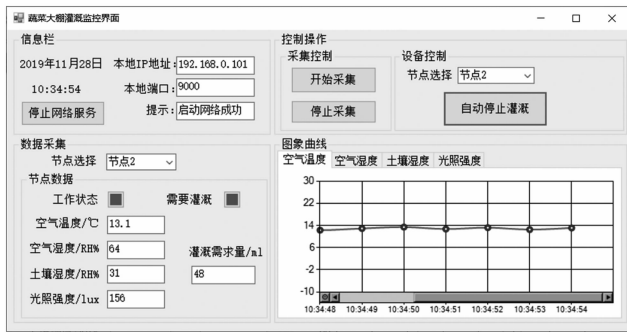 蔬菜大棚灌溉监控界面
信息栏
2019年11月28日 本地IP地址: 192.168.0.101
10:34:54 本地端口: 9000
停止网络服务 提示: 启动网络成功
控制操作
采集控制
开始采集
停止采集
设备控制
节点选择 节点2
自动停止灌溉
数据采集
节点选择 节点2
节点数据
工作状态 需要灌溉
空气温度/℃ 13.1
空气湿度/RH% 64 灌溉需求量/ml
土壤湿度/RH% 31 48
光照强度/lux 156
图象曲线
空气温度 空气湿度 土壤湿度 光照强度
30
22
14
6
-2
-10
10:34:48 10:34:49 10:34:50 10:34:51 10:34:52 10:34:53 10:34:54